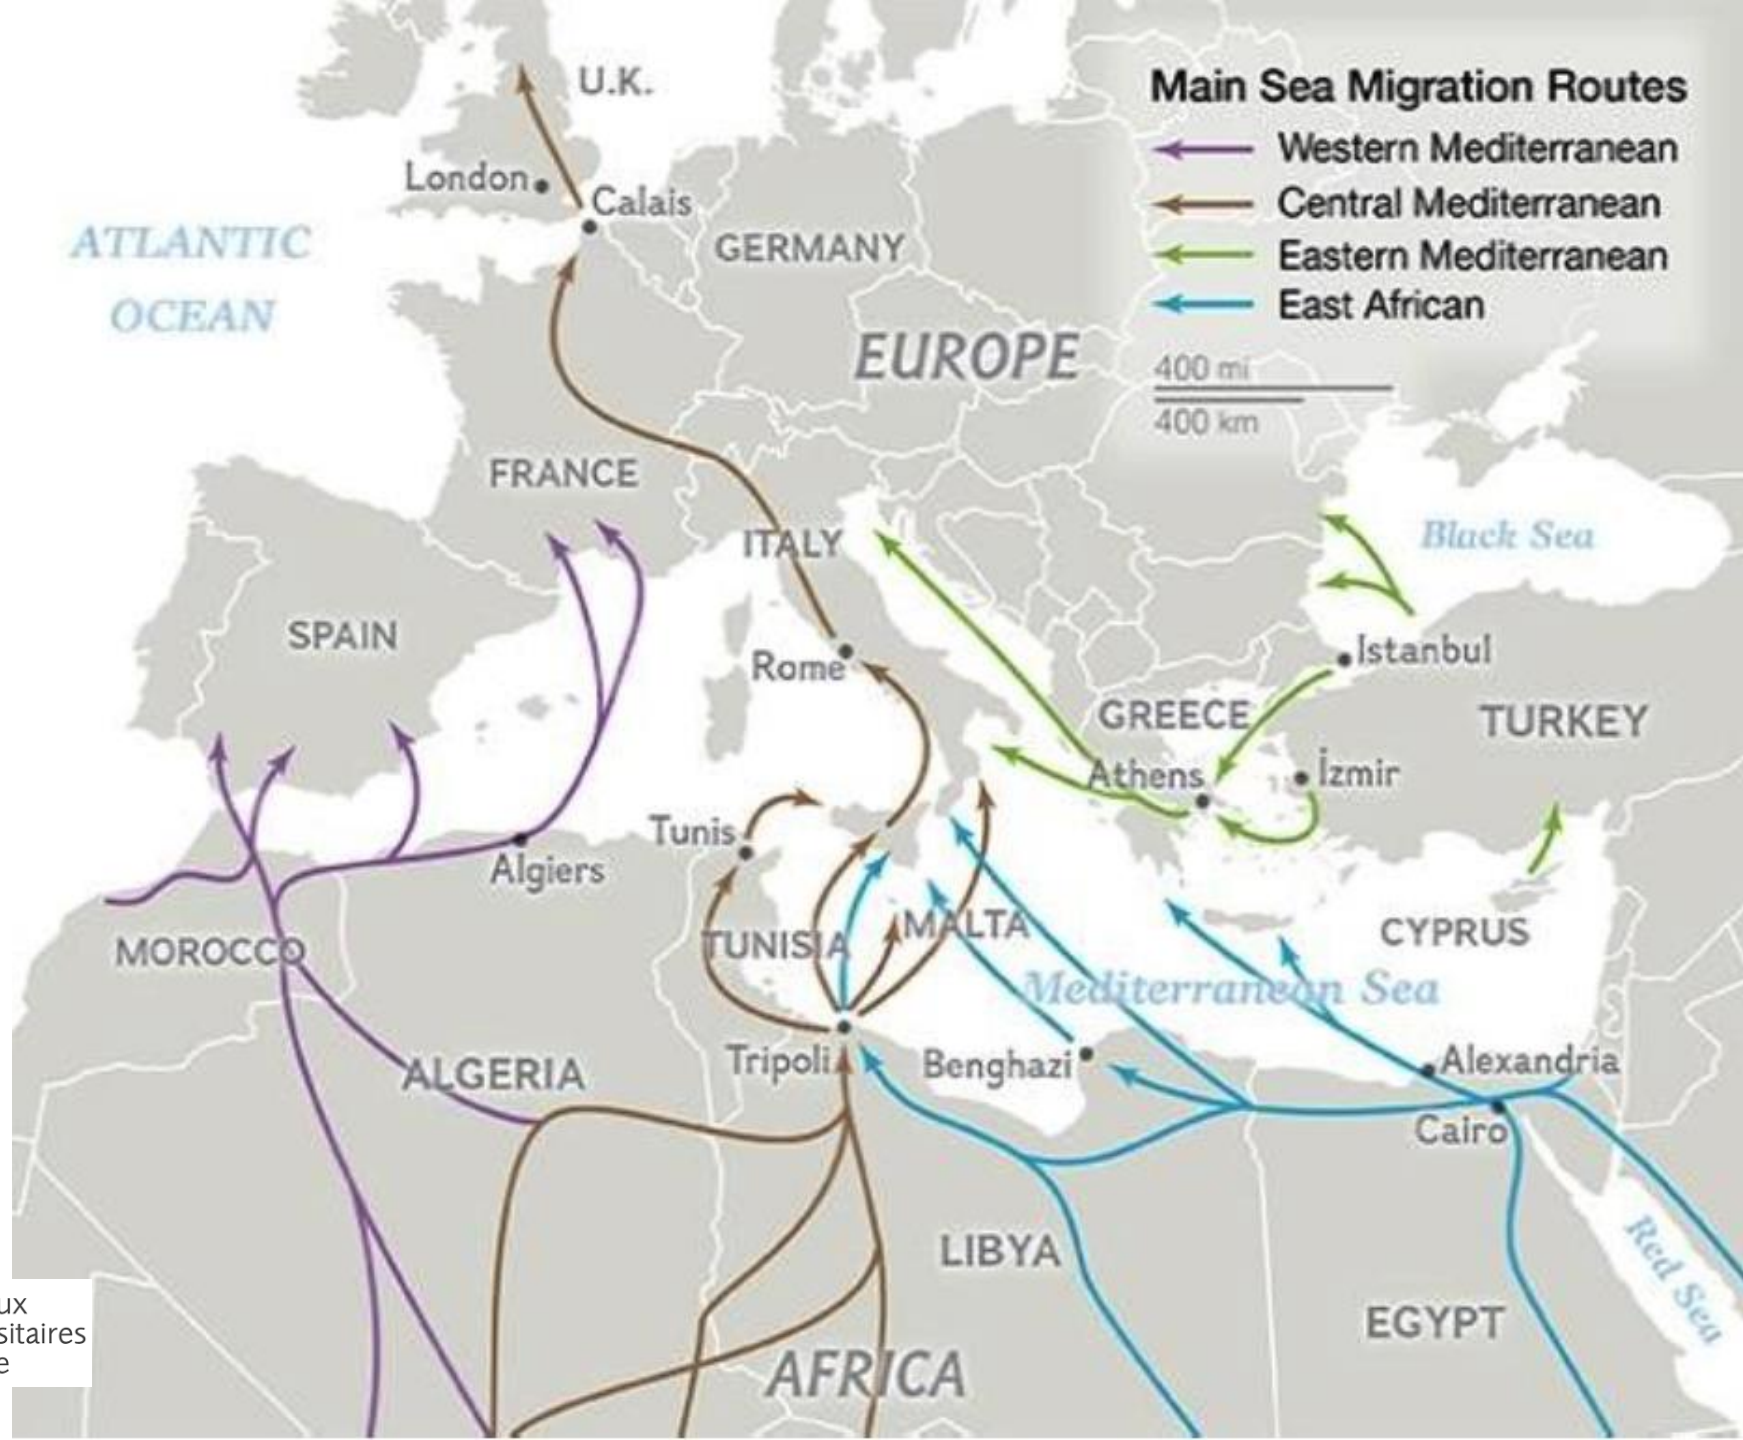 Main Sea Migration Routes
Western Mediterranean
Central Mediterranean
Eastern Mediterranean
East African
400 mi
400 km
U.K.
London
Calais
ATLANTIC
OCEAN
GERMANY
EUROPE
FRANCE
ITALY
Black Sea
SPAIN
Rome
Istanbul
GREECE
TURKEY
Athens
İzmir
Tunis
Algiers
MOROCCO
TUNISIA
MALTA
CYPRUS
Mediterranean Sea
ALGERIA
Tripoli
Benghazi
Alexandria
Cairo
LIBYA
EGYPT
Red Sea
AFRICA
ux
sitaires
e